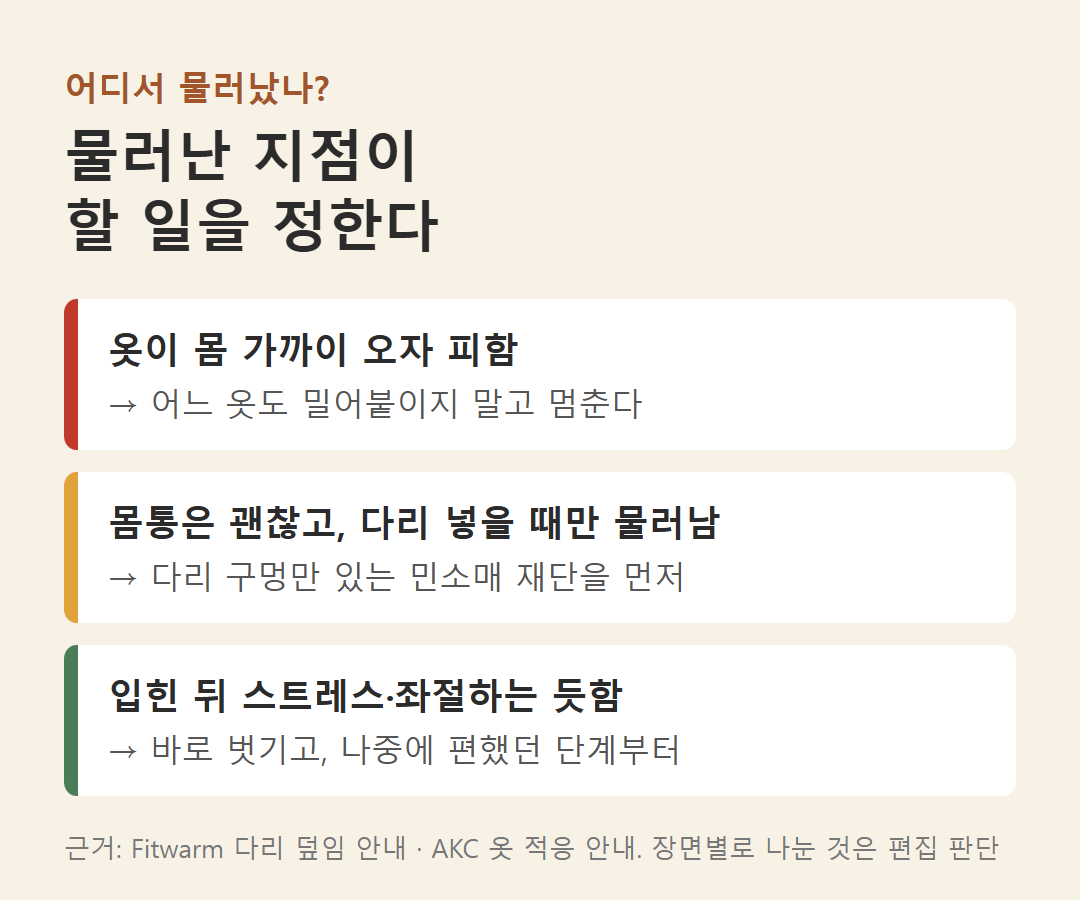 어디서 물러났나?
물러난 지점이
할 일을 정한다
옷이 몸 가까이 오자 피함
→ 어느 옷도 밀어붙이지 말고 멈춘다
몸통은 괜찮고, 다리 넣을 때만 물러남
→ 다리 구멍만 있는 민소매 재단을 먼저
입힌 뒤 스트레스·좌절하는 듯함
→ 바로 벗기고, 나중에 편했던 단계부터
근거: Fitwarm 다리 덮임 안내 · AKC 옷 적응 안내. 장면별로 나눈 것은 편집 판단